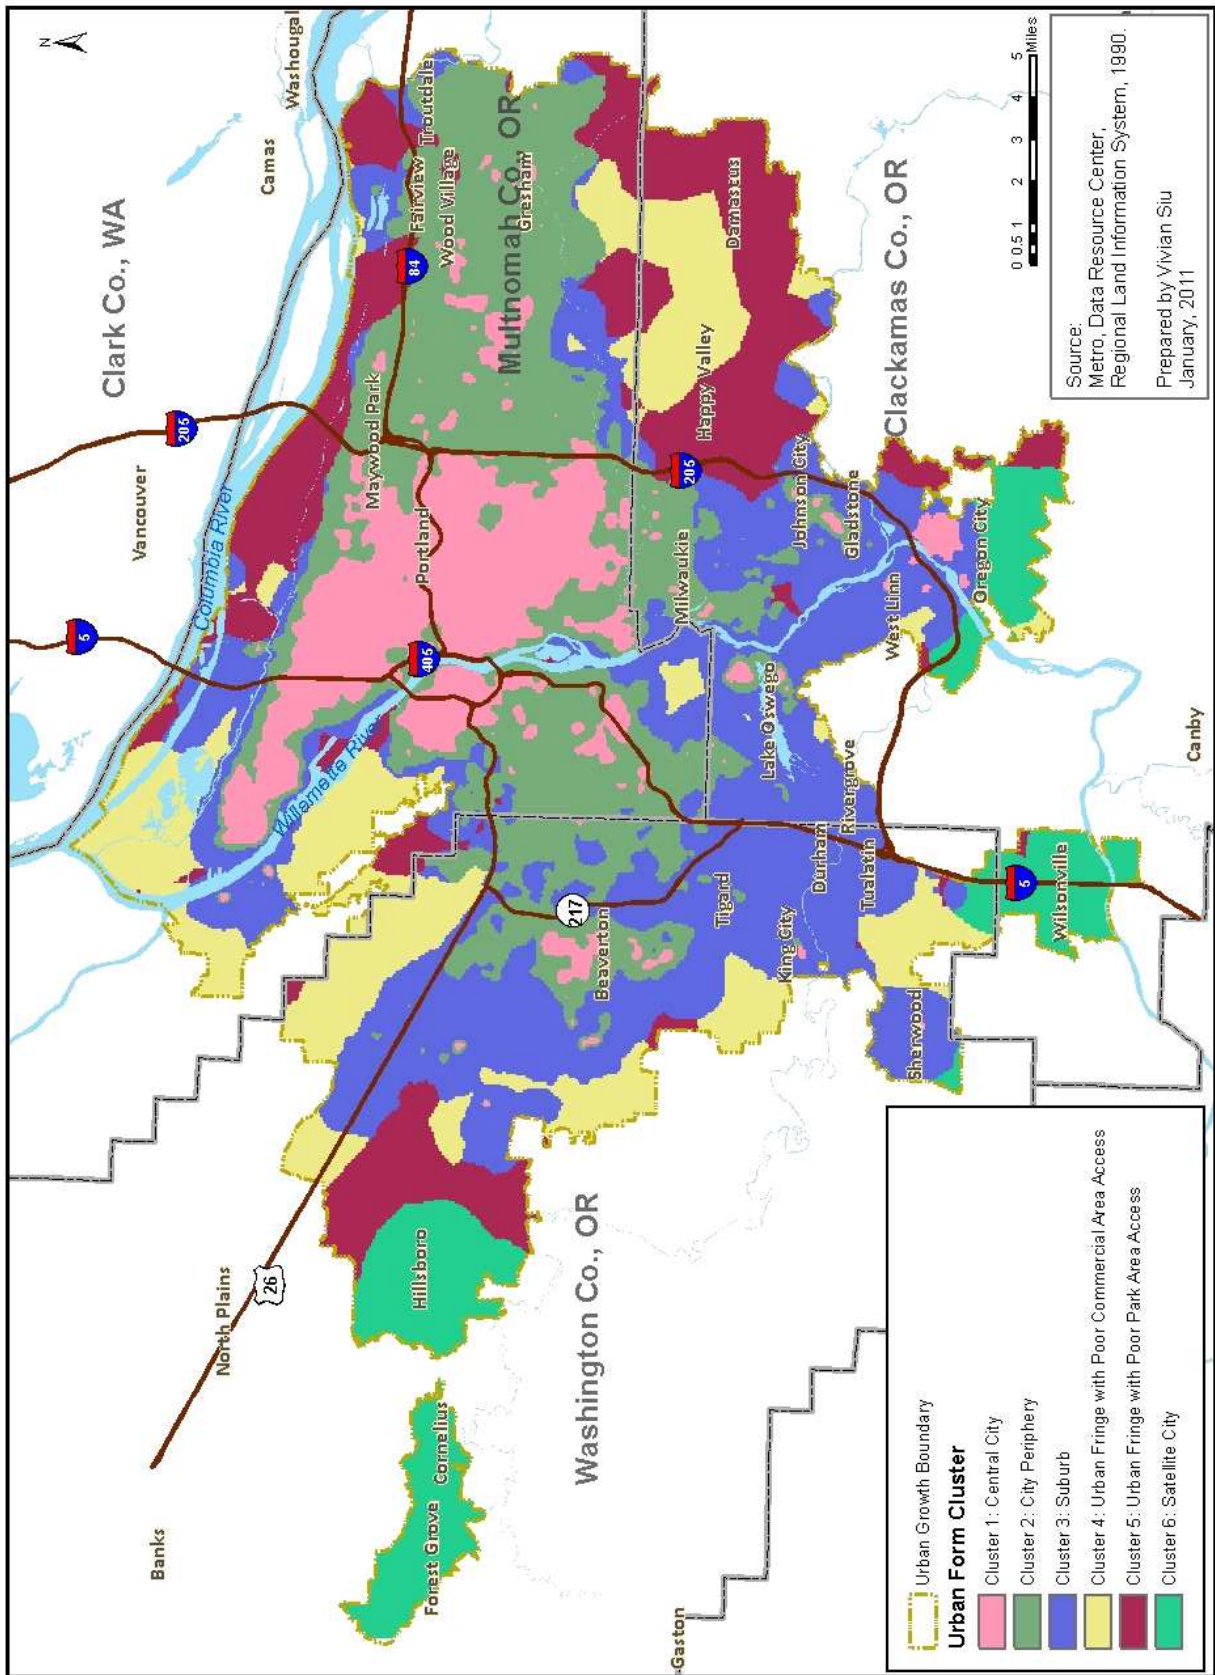 N
Banks
North Plains
26
Forest Grove
Cornelius
Hillsboro
Gaston
Washington Co., OR
Clark Co., WA
Vancouver
Camas
Washougal
5
205
Columbia River
Willamette River
405
Portland
Maywood Park
84
Fairview
Troutdale
Wood Village
Multnomah Co., OR
Gresham
217
Beaverton
Tigard
King City
Durham
Rivergrove
Tualatin
Sherwood
Lake Oswego
Milwaukie
205
Happy Valley
Damascus
Johnson City
Gladstone
West Linn
Oregon City
Clackamas Co., OR
5
Wilsonville
Canby
0 0.5 1 2 3 4 5
Miles
Urban Growth Boundary
Urban Form Cluster
Cluster 1: Central City
Cluster 2: City Periphery
Cluster 3: Suburb
Cluster 4: Urban Fringe with Poor Commercial Area Access
Cluster 5: Urban Fringe with Poor Park Area Access
Cluster 6: Satellite City
Source:
Metro, Data Resource Center,
Regional Land Information System, 1990.
Prepared by Vivian Siu
January, 2011